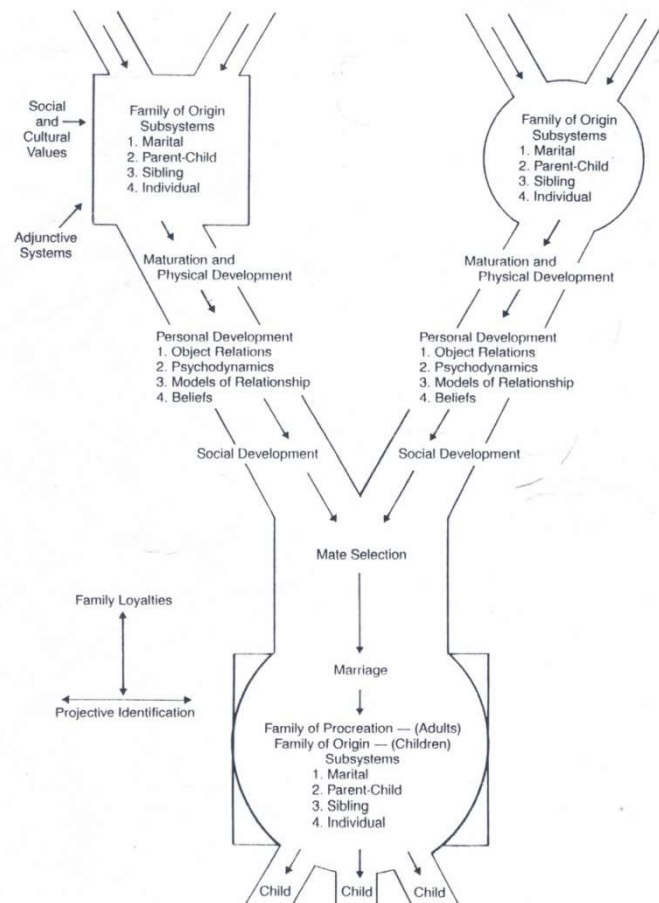 Social
and
Cultural
Values
Adjunctive
Systems
Family of Origin
Subsystems
1. Marital
2. Parent-Child
3. Sibling
4. Individual
Maturation and
Physical Development
Personal Development
1. Object Relations
2. Psychodynamics
3. Models of Relationship
4. Beliefs
Social Development
Family of Origin
Subsystems
1. Marital
2. Parent-Child
3. Sibling
4. Individual
Maturation and
Physical Development
Personal Development
1. Object Relations
2. Psychodynamics
3. Models of Relationship
4. Beliefs
Social Development
Mate Selection
Family Loyalties
Projective Identification
Marriage
Family of Procreation — (Adults)
Family of Origin — (Children)
Subsystems
1. Marital
2. Parent-Child
3. Sibling
4. Individual
Child
Child
Child